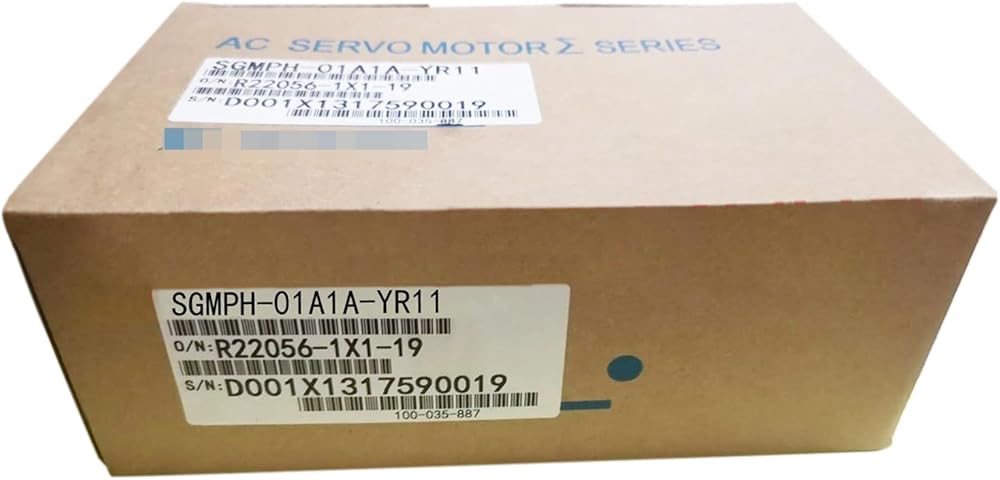 AC SERVO MOTOR Σ SERIES
SGMPH-01A1A-YR11
O/N:R22056-1X1-19
S/N:D001X1317590019
100-035-887
SGMPH-01A1A-YR11
O/N:R22056-1X1-19
S/N:D001X1317590019
100-035-887